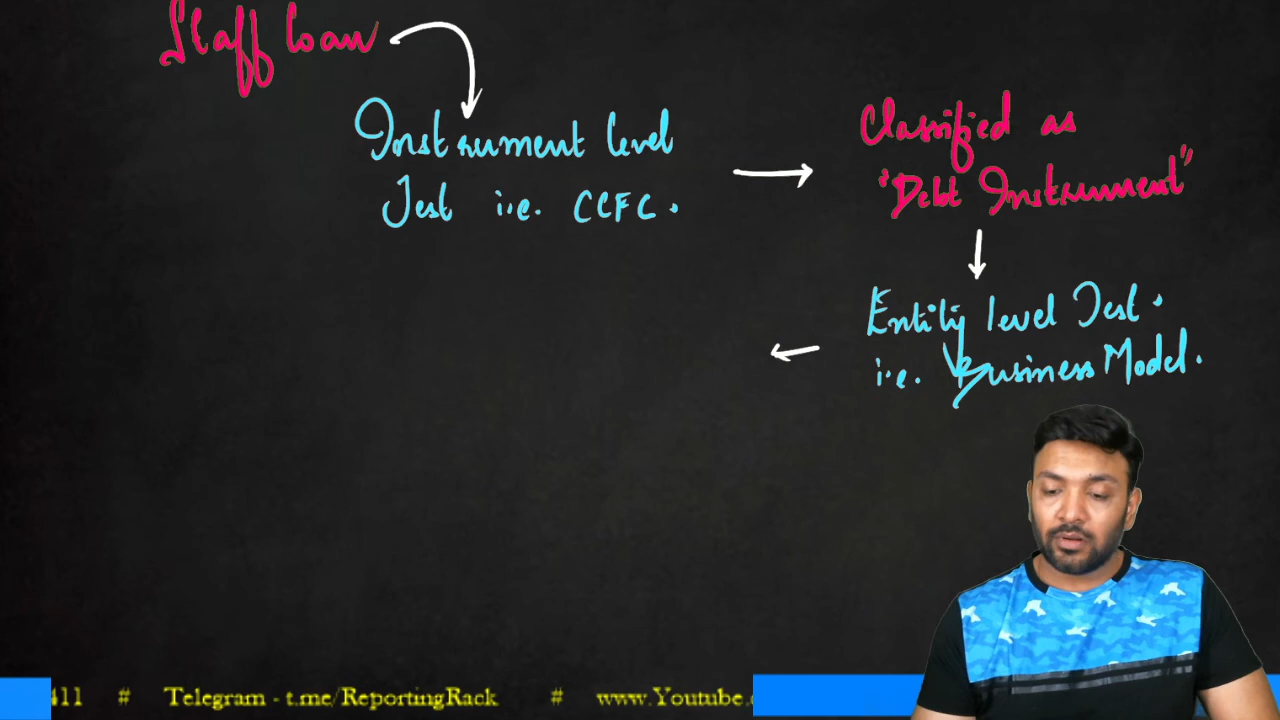 Staff loan
Instrument level
Test i.e. CCFC.
Classified as
"Debt Instrument"
Entity level Test.
i.e. Business Model.
411 # Telegram - t.me/ReportingRack # www.Youtube.